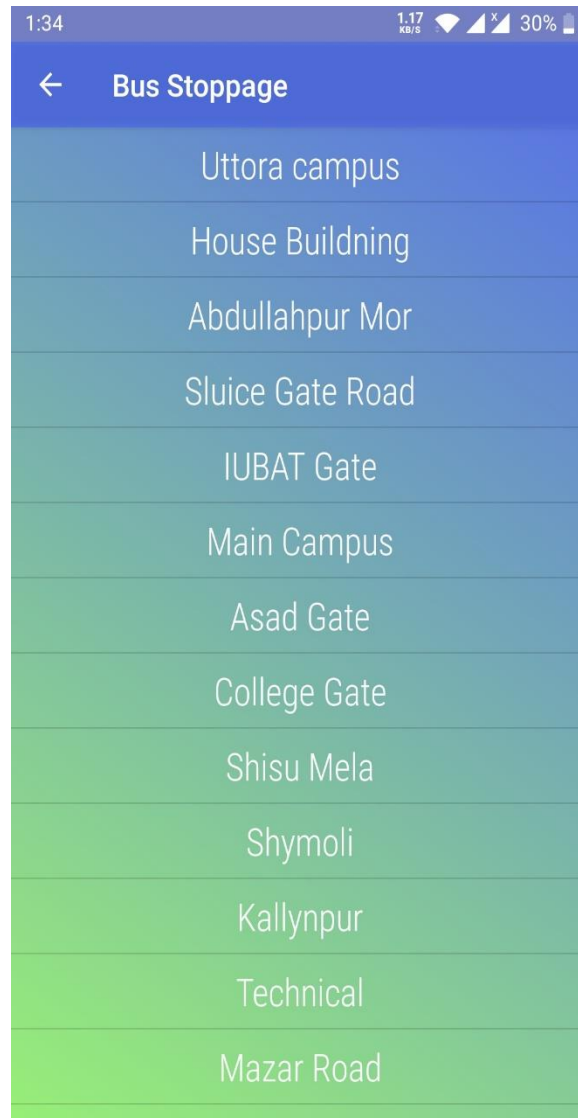 1:34
1.17 KB/S 30%
Bus Stoppage
Uttora campus
House Buildning
Abdullahpur Mor
Sluice Gate Road
IUBAT Gate
Main Campus
Asad Gate
College Gate
Shisu Mela
Shymoli
Kallynpur
Technical
Mazar Road